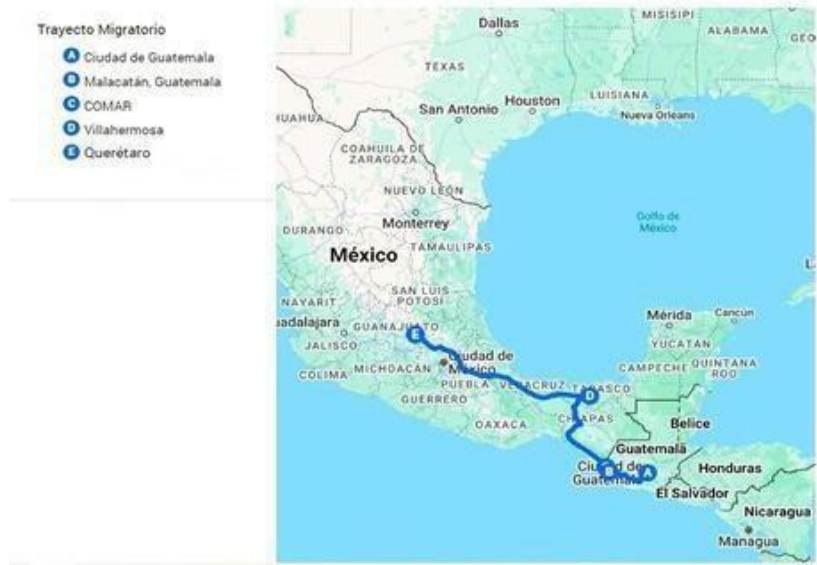 Trayecto Migratorio
A Ciudad de Guatemala
B Malacatán, Guatemala
C COMAR
D Villahermosa
E Querétaro
Dallas
MISISIPI
ALABAMA
GEO
TEXAS
San Antonio
Houston
LUISIANA
Nueva Orleans
IUAHUA
COAHUILA DE
ZARAGOZA
NUEVO LEÓN
Monterrey
Golfo de
México
DURANGO
TAMAULIPAS
México
L
SAN LUIS
POTOSÍ
NAYARIT
Mérida
Cancún
adalajara
GUANAJUATO
E
JALISCO
YUCATÁN
Ciudad de
México
COLIMA
MICHOACÁN
CAMPECHE
QUINTANA
ROO
PUEBLA
VERACRUZ
TABASCO
D
GUERRERO
OAXACA
CHIAPAS
Belice
Guatemala
Ciudad de
Guatemala
B
A
Honduras
El Salvador
Nicaragua
Managua